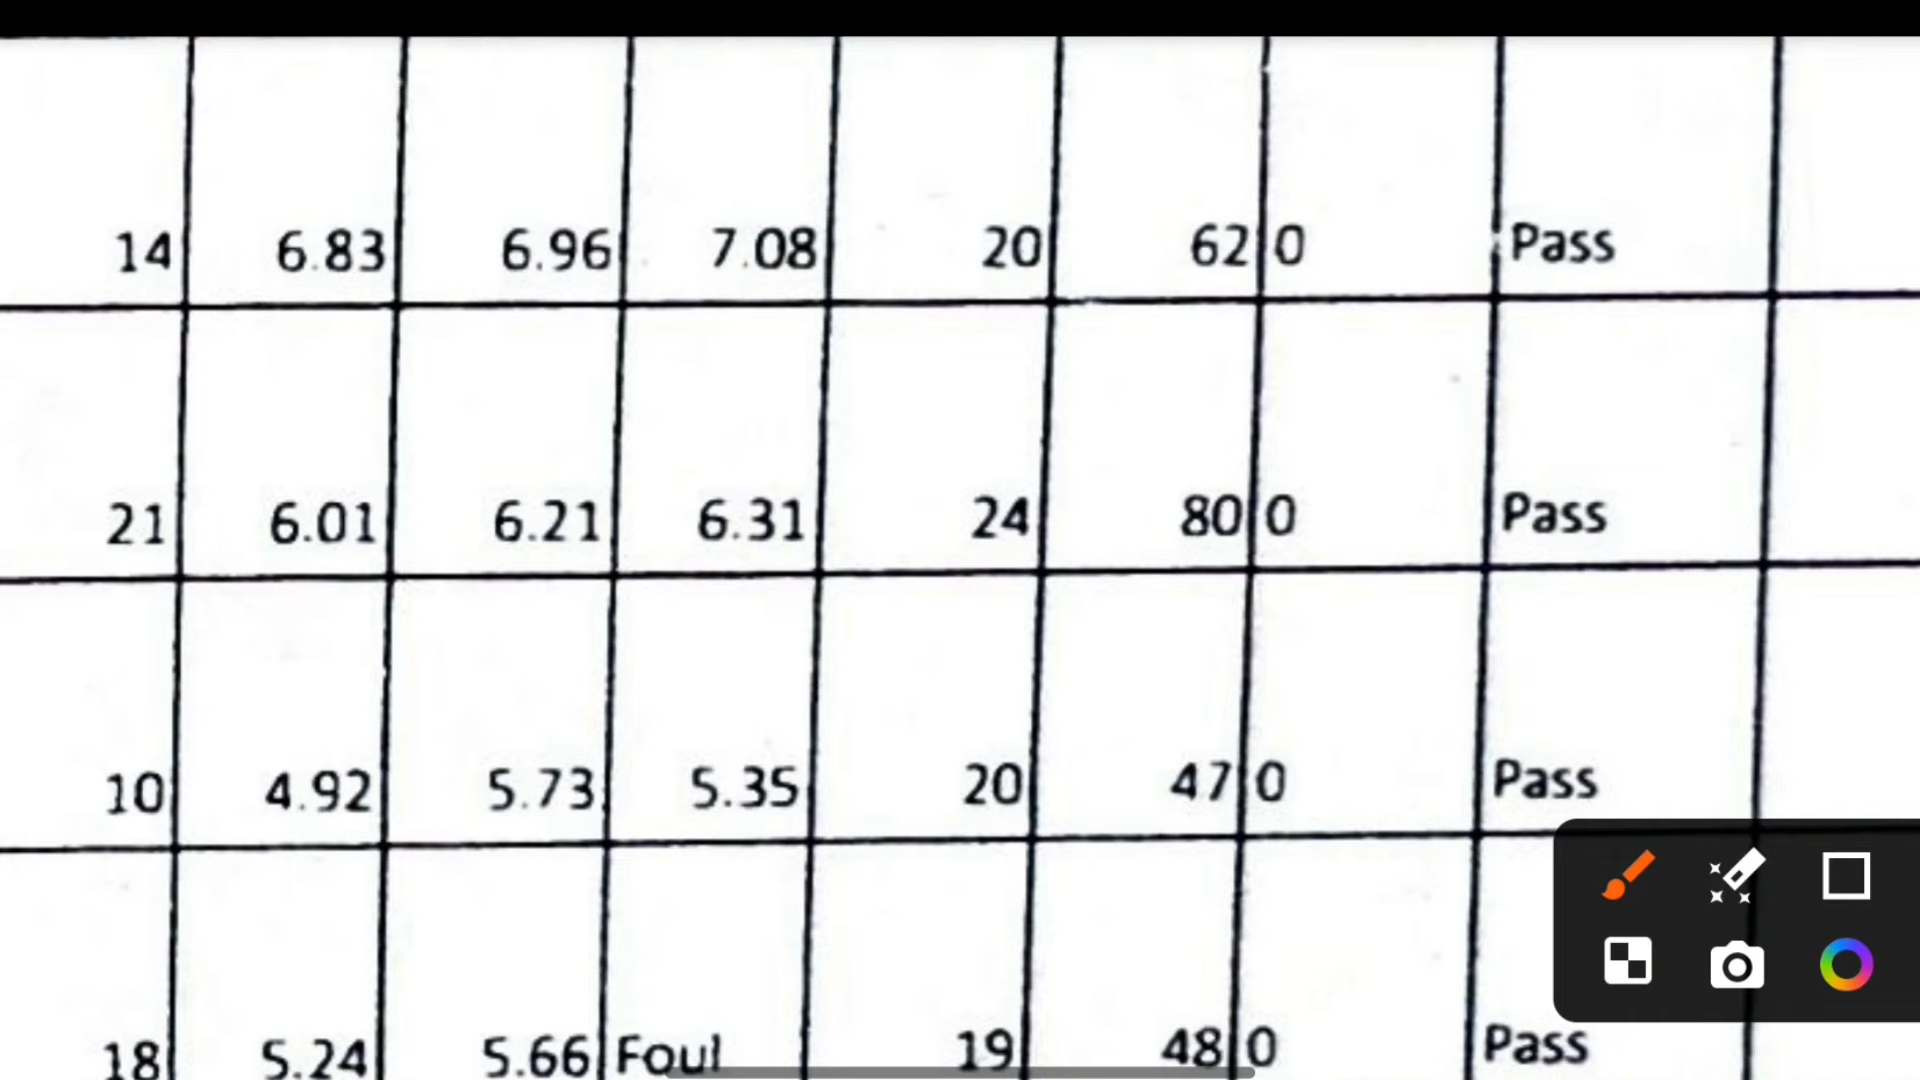 14 6.83 6.96 7.08 20 62 0 Pass
21 6.01 6.21 6.31 24 80 0 Pass
10 4.92 5.73 5.35 20 47 0 Pass
18 5.24 5.66 Foul 19 48 0 Pass